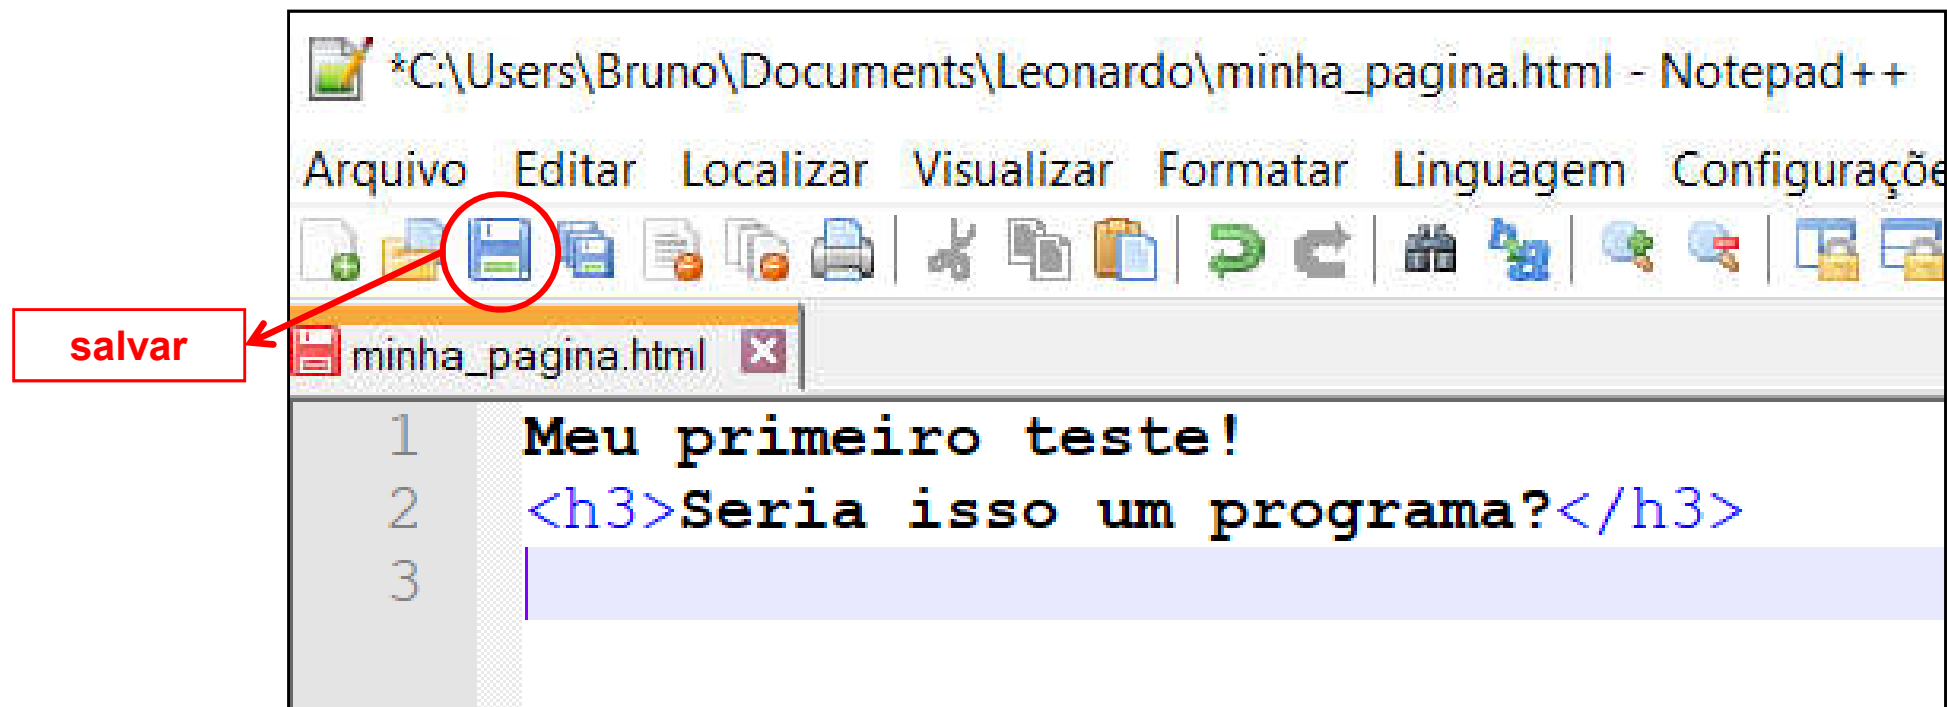 *C:\Users\Bruno\Documents\Leonardo\minha_pagina.html - Notepad++
Arquivo Editar Localizar Visualizar Formatar Linguagem Configuraçõe
salvar
minha_pagina.html
1 Meu primeiro teste!
2 <h3>Seria isso um programa?</h3>
3